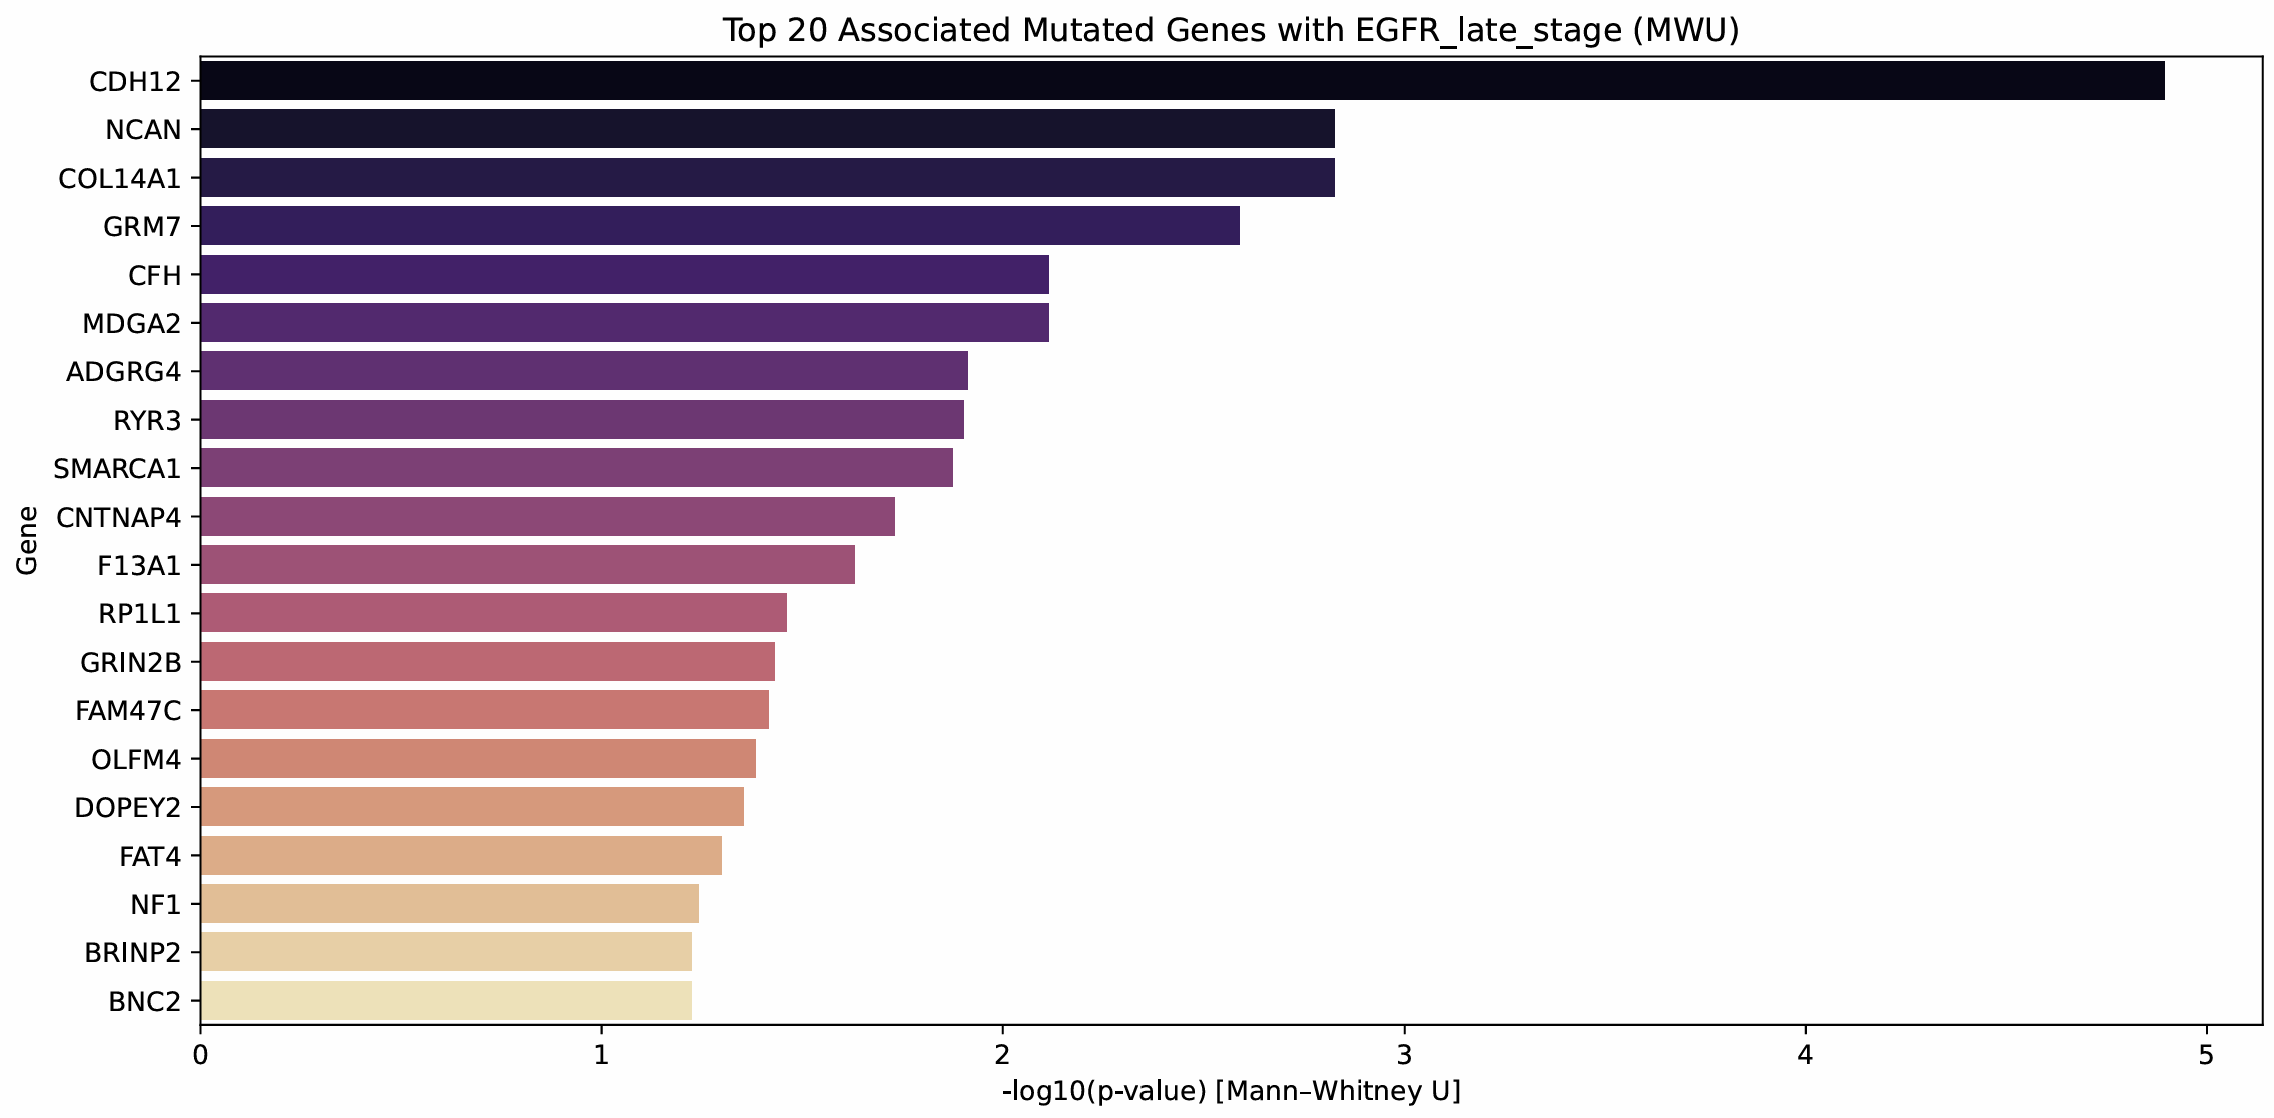 Top 20 Associated Mutated Genes with EGFR_late_stage (MWU)
Gene
CDH12
NCAN
COL14A1
GRM7
CFH
MDGA2
ADGRG4
RYR3
SMARCA1
CNTNAP4
F13A1
RP1L1
GRIN2B
FAM47C
OLFM4
DOPEY2
FAT4
NF1
BRINP2
BNC2
0 1 2 3 4 5
-log10(p-value) [Mann–Whitney U]